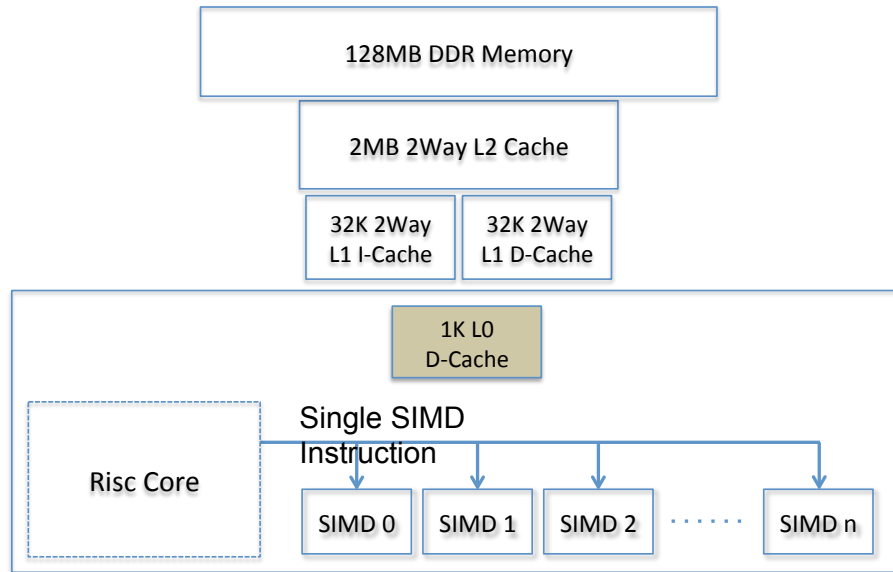 128MB DDR Memory
2MB 2Way L2 Cache
32K 2Way
L1 I-Cache
32K 2Way
L1 D-Cache
1K L0
D-Cache
Single SIMD
Instruction
Risc Core
SIMD 0
SIMD 1
SIMD 2
......
SIMD n